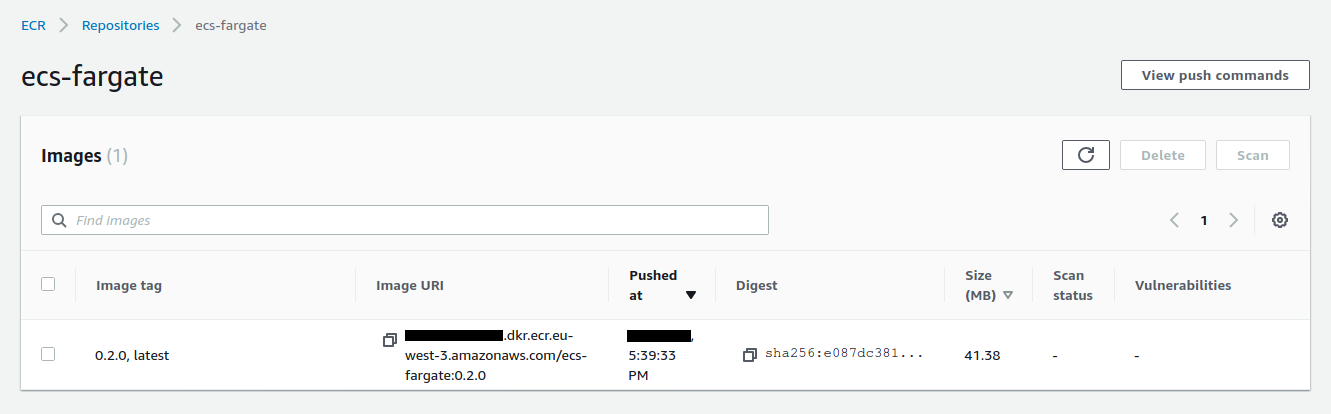 ECR > Repositories > ecs-fargate
ecs-fargate
View push commands
Images (1)
Delete
Scan
Find images
1
Image tag
Image URI
Pushed
at
Digest
Size
(MB)
Scan
status
Vulnerabilities
0.2.0, latest
.dkr.ecr.eu-
west-3.amazonaws.com/ecs-
fargate:0.2.0
,
5:39:33
PM
sha256:e087dc381...
41.38
-
-